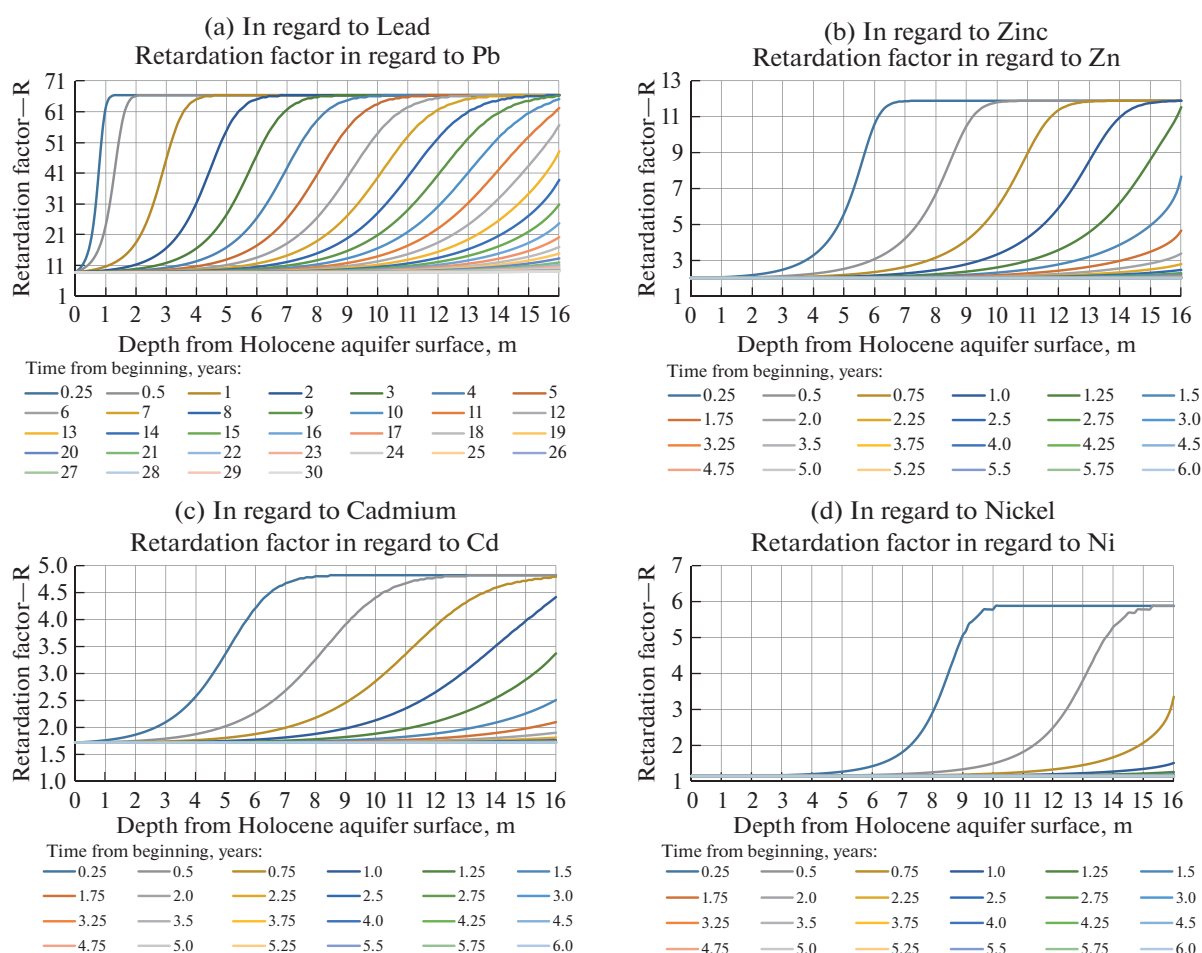 (a) In regard to Lead
Retardation factor in regard to Pb
Retardation factor—R
71
61
51
41
31
21
11
1
0 1 2 3 4 5 6 7 8 9 10 11 12 13 14 15 16
Depth from Holocene aquifer surface, m
Time from beginning, years:
0.25 0.5 1 2 3 4 5
6 7 8 9 10 11 12
13 14 15 16 17 18 19
20 21 22 23 24 25 26
27 28 29 30
(b) In regard to Zinc
Retardation factor in regard to Zn
Retardation factor—R
13
11
9
7
5
3
1
0 1 2 3 4 5 6 7 8 9 10 11 12 13 14 15 16
Depth from Holocene aquifer surface, m
Time from beginning, years:
0.25 0.5 0.75 1.0 1.25 1.5
1.75 2.0 2.25 2.5 2.75 3.0
3.25 3.5 3.75 4.0 4.25 4.5
4.75 5.0 5.25 5.5 5.75 6.0
(c) In regard to Cadmium
Retardation factor in regard to Cd
Retardation factor—R
5.0
4.5
4.0
3.5
3.0
2.5
2.0
1.5
1.0
0 1 2 3 4 5 6 7 8 9 10 11 12 13 14 15 16
Depth from Holocene aquifer surface, m
Time from beginning, years:
0.25 0.5 0.75 1.0 1.25 1.5
1.75 2.0 2.25 2.5 2.75 3.0
3.25 3.5 3.75 4.0 4.25 4.5
4.75 5.0 5.25 5.5 5.75 6.0
(d) In regard to Nickel
Retardation factor in regard to Ni
Retardation factor—R
7
6
5
4
3
2
1
0 1 2 3 4 5 6 7 8 9 10 11 12 13 14 15 16
Depth from Holocene aquifer surface, m
Time from beginning, years:
0.25 0.5 0.75 1.0 1.25 1.5
1.75 2.0 2.25 2.5 2.75 3.0
3.25 3.5 3.75 4.0 4.25 4.5
4.75 5.0 5.25 5.5 5.75 6.0